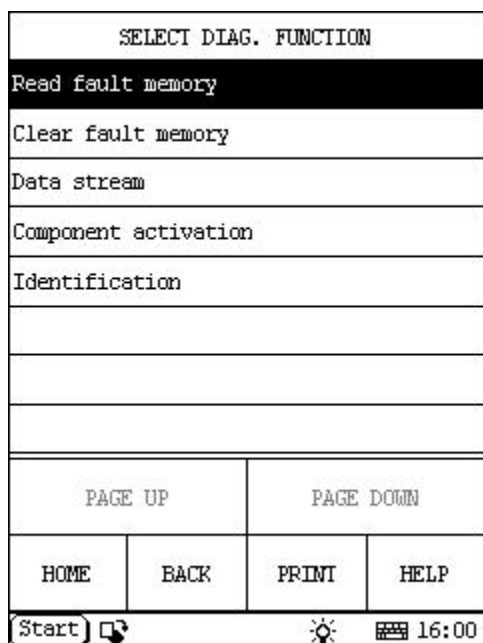 SELECT DIAG. FUNCTION
Read fault memory
Clear fault memory
Data stream
Component activation
Identification
PAGE UP PAGE DOWN
HOME BACK PRINT HELP
Start 16:00